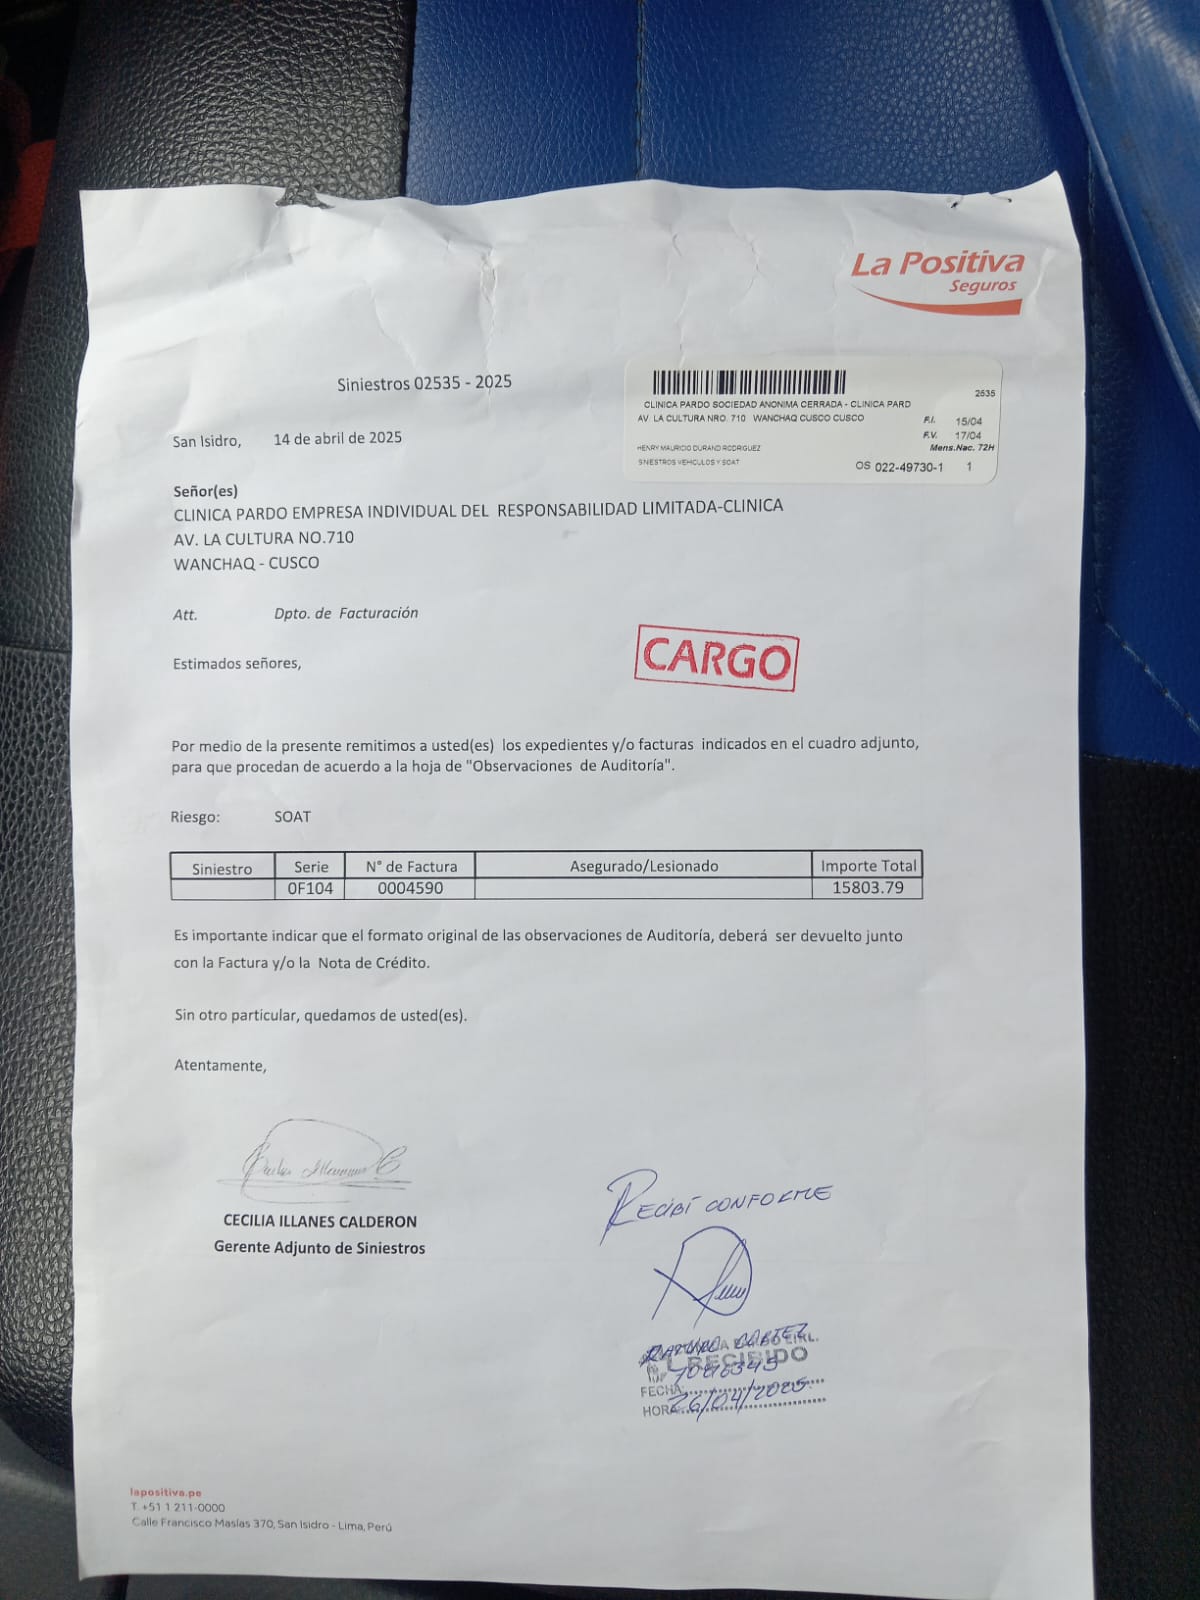 La Positiva
Seguros
Siniestros 02535 - 2025
2535
CLINICA PARDO SOCIEDAD ANONIMA CERRADA - CLINICA PARD
AV. LA CULTURA NRO. 710 WANCHAQ CUSCO CUSCO
F.I. 15/04
F.V. 17/04
Mens.Nac. 72H
HENRY MAURICIO DURAND RODRIGUEZ
SINIESTROS VEHICULOS Y SOAT
OS 022-49730-1 1
San Isidro, 14 de abril de 2025
Señor(es)
CLINICA PARDO EMPRESA INDIVIDUAL DEL RESPONSABILIDAD LIMITADA-CLINICA
AV. LA CULTURA NO.710
WANCHAQ - CUSCO
Att. Dpto. de Facturación
CARGO
Estimados señores,
Por medio de la presente remitimos a usted(es) los expedientes y/o facturas indicados en el cuadro adjunto,
para que procedan de acuerdo a la hoja de "Observaciones de Auditoría".
Riesgo: SOAT
Siniestro Serie N° de Factura Asegurado/Lesionado Importe Total
0F104 0004590 15803.79
Es importante indicar que el formato original de las observaciones de Auditoría, deberá ser devuelto junto
con la Factura y/o la Nota de Crédito.
Sin otro particular, quedamos de usted(es).
Atentamente,
CECILIA ILLANES CALDERON
Gerente Adjunto de Siniestros
RECIBÍ CONFORME
EIRL.
RECIBIDO
FECHA:
HORA:
26/04/2025
lapositiva.pe
T. +51 1 211-0000
Calle Francisco Masías 370, San Isidro - Lima, Perú